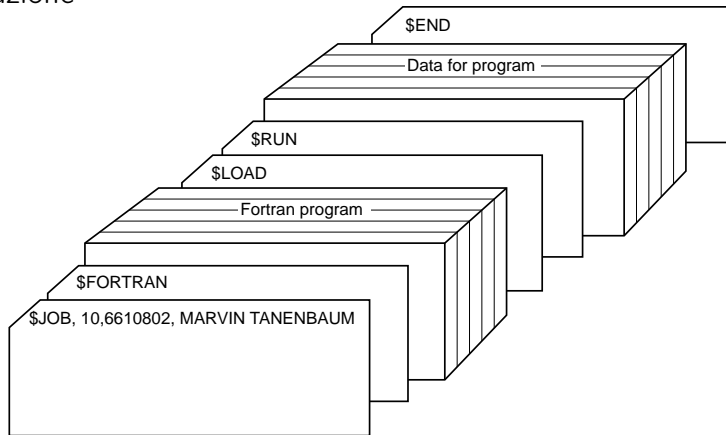 $END
Data for program
$RUN
$LOAD
Fortran program
$FORTRAN
$JOB, 10,6610802, MARVIN TANENBAUM